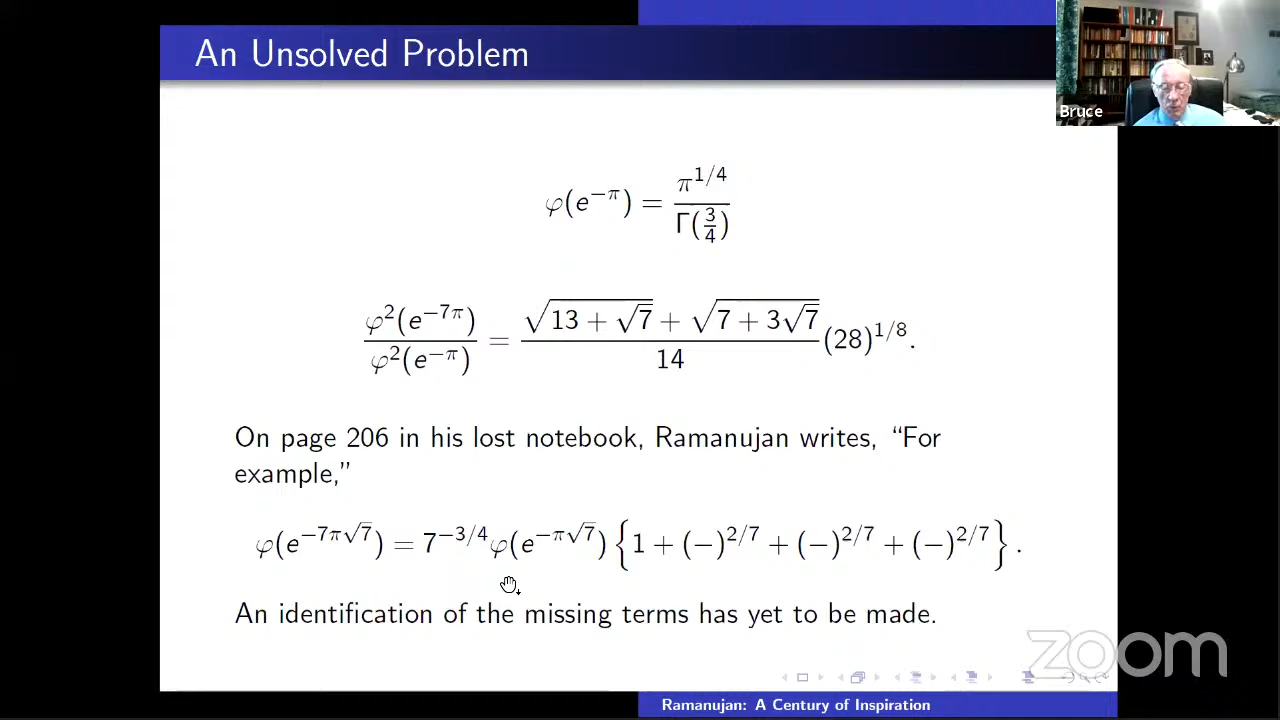 An Unsolved Problem
Bruce
φ(e^{−π}) = π^{1/4} / Γ(3/4)
φ²(e^{−7π}) / φ²(e^{−π}) = (√(13 + √7) + √(7 + 3√7)) / 14 (28)^{1/8}.
On page 206 in his lost notebook, Ramanujan writes, “For
example,”
φ(e^{−7π√7}) = 7^{−3/4}φ(e^{−π√7}) {1 + (−)^{2/7} + (−)^{2/7} + (−)^{2/7}}.
An identification of the missing terms has yet to be made.
zoom
Ramanujan: A Century of Inspiration